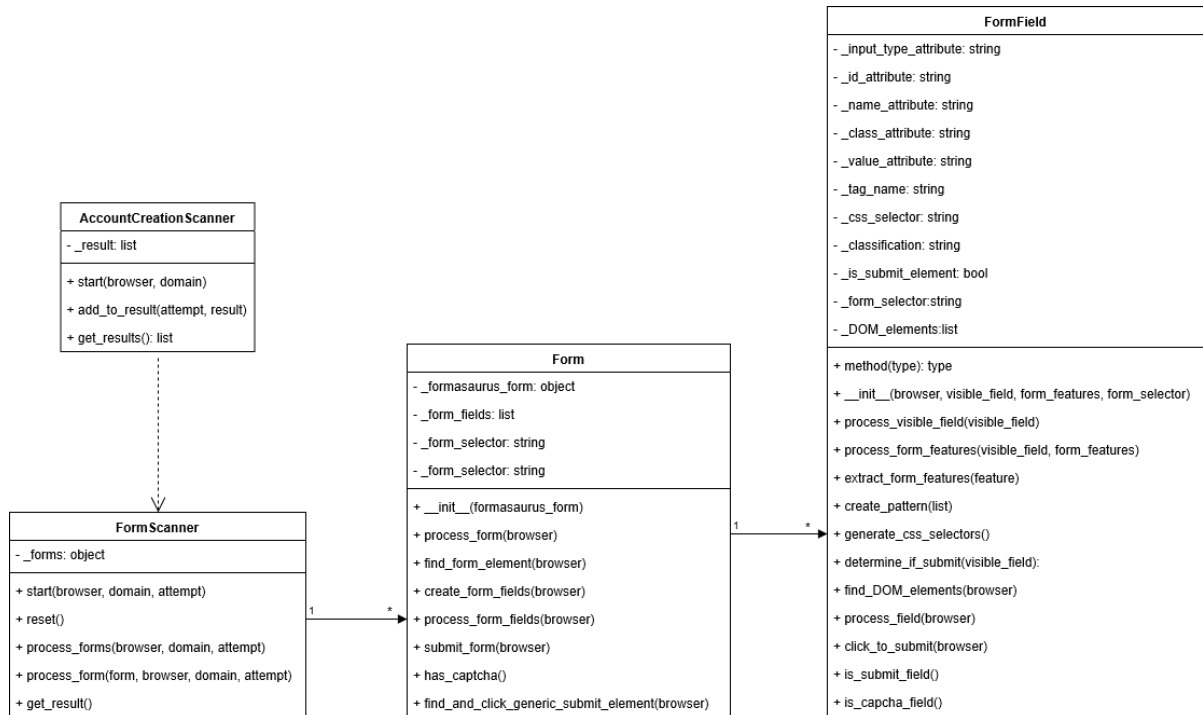 AccountCreationScanner
- _result: list
+ start(browser, domain)
+ add_to_result(attempt, result)
+ get_results(): list
FormScanner
- _forms: object
+ start(browser, domain, attempt)
+ reset()
+ process_forms(browser, domain, attempt)
+ process_form(form, browser, domain, attempt)
+ get_result()
1
*
Form
- _formasaurus_form: object
- _form_fields: list
- _form_selector: string
- _form_selector: string
+ __init__(formasaurus_form)
+ process_form(browser)
+ find_form_element(browser)
+ create_form_fields(browser)
+ process_form_fields(browser)
+ submit_form(browser)
+ has_captcha()
+ find_and_click_generic_submit_element(browser)
1
*
FormField
- _input_type_attribute: string
- _id_attribute: string
- _name_attribute: string
- _class_attribute: string
- _value_attribute: string
- _tag_name: string
- _css_selector: string
- _classification: string
- _is_submit_element: bool
- _form_selector:string
- _DOM_elements:list
+ method(type): type
+ __init__(browser, visible_field, form_features, form_selector)
+ process_visible_field(visible_field)
+ process_form_features(visible_field, form_features)
+ extract_form_features(feature)
+ create_pattern(list)
+ generate_css_selectors()
+ determine_if_submit(visible_field):
+ find_DOM_elements(browser)
+ process_field(browser)
+ click_to_submit(browser)
+ is_submit_field()
+ is_capcha_field()